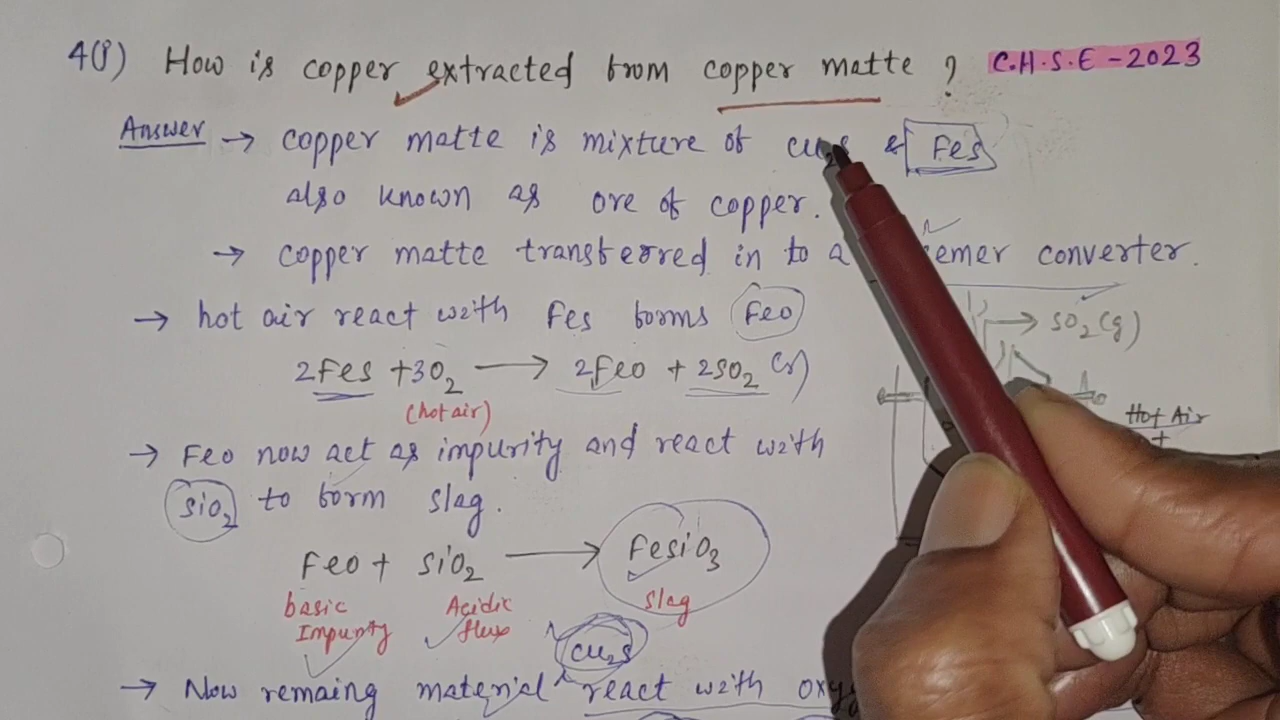 4(i) How is copper extracted from copper matte ? C.H.S.E-2023
Answer → copper matte is mixture of cu2s & Fes
also known as ore of copper.
→ copper matte transferred in to a converter.
→ hot air react with Fes forms Feo
→ SO2(g)
2Fes + 3O2 → 2Feo + 2SO2
(hot air)
Hot Air
+
→ Feo now act as impurity and react with
SiO2 to form slag.
Feo + SiO2 → FeSiO3
basic Impurity
Acidic flux
slag
cu2s
→ Now remaing material react with